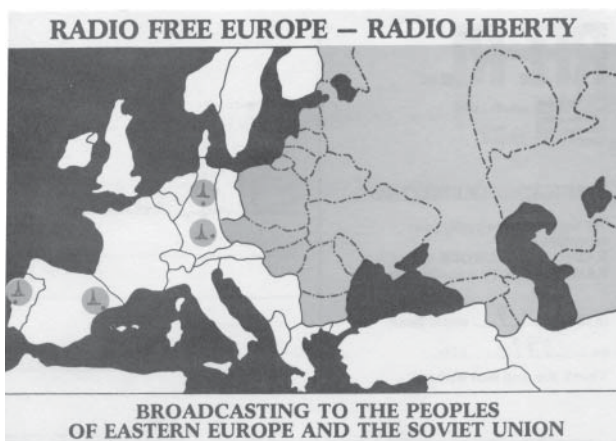 RADIO FREE EUROPE – RADIO LIBERTY
BROADCASTING TO THE PEOPLES
OF EASTERN EUROPE AND THE SOVIET UNION